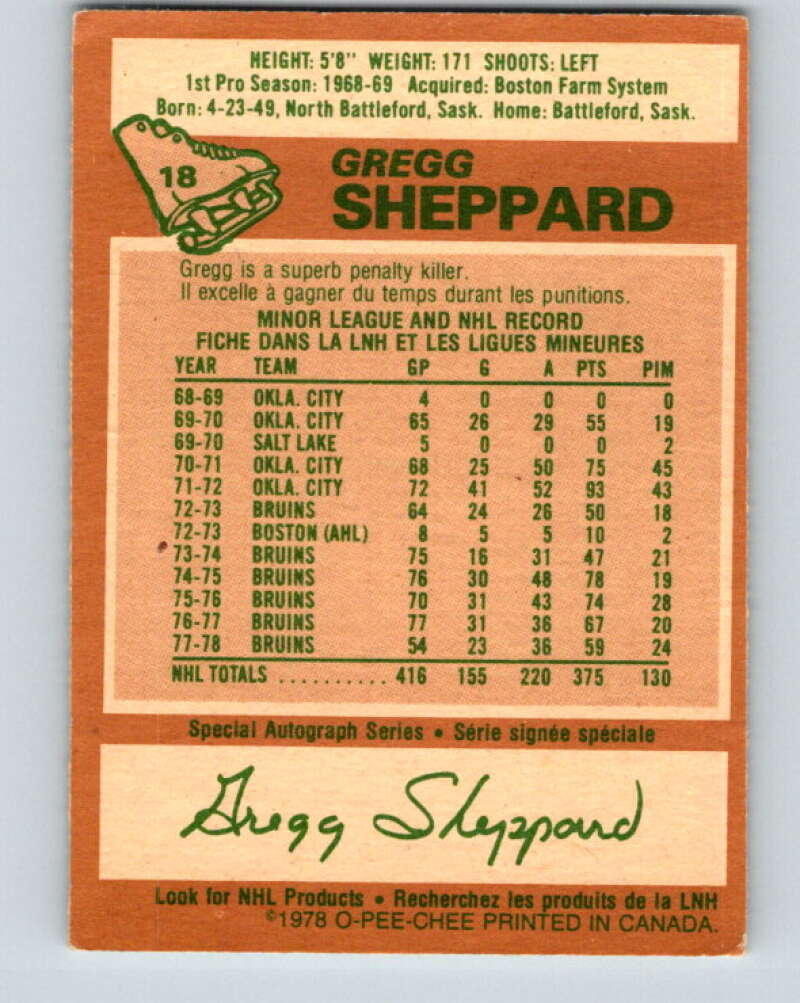 HEIGHT: 5'8" WEIGHT: 171 SHOOTS: LEFT
1st Pro Season: 1968-69 Acquired: Boston Farm System
Born: 4-23-49, North Battleford, Sask. Home: Battleford, Sask.
18
GREGG
SHEPPARD
Gregg is a superb penalty killer.
Il excelle à gagner du temps durant les punitions.
MINOR LEAGUE AND NHL RECORD
FICHE DANS LA LNH ET LES LIGUES MINEURES
YEAR TEAM GP G A PTS PIM
68-69 OKLA. CITY 4 0 0 0 0
69-70 OKLA. CITY 65 26 29 55 19
69-70 SALT LAKE 5 0 0 0 2
70-71 OKLA. CITY 68 25 50 75 45
71-72 OKLA. CITY 72 41 52 93 43
72-73 BRUINS 64 24 26 50 18
72-73 BOSTON (AHL) 8 5 5 10 2
73-74 BRUINS 75 16 31 47 21
74-75 BRUINS 76 30 48 78 19
75-76 BRUINS 70 31 43 74 28
76-77 BRUINS 77 31 36 67 20
77-78 BRUINS 54 23 36 59 24
NHL TOTALS .......... 416 155 220 375 130
Special Autograph Series • Série signée spéciale
Gregg Sheppard
Look for NHL Products • Recherchez les produits de la LNH
©1978 O-PEE-CHEE PRINTED IN CANADA.